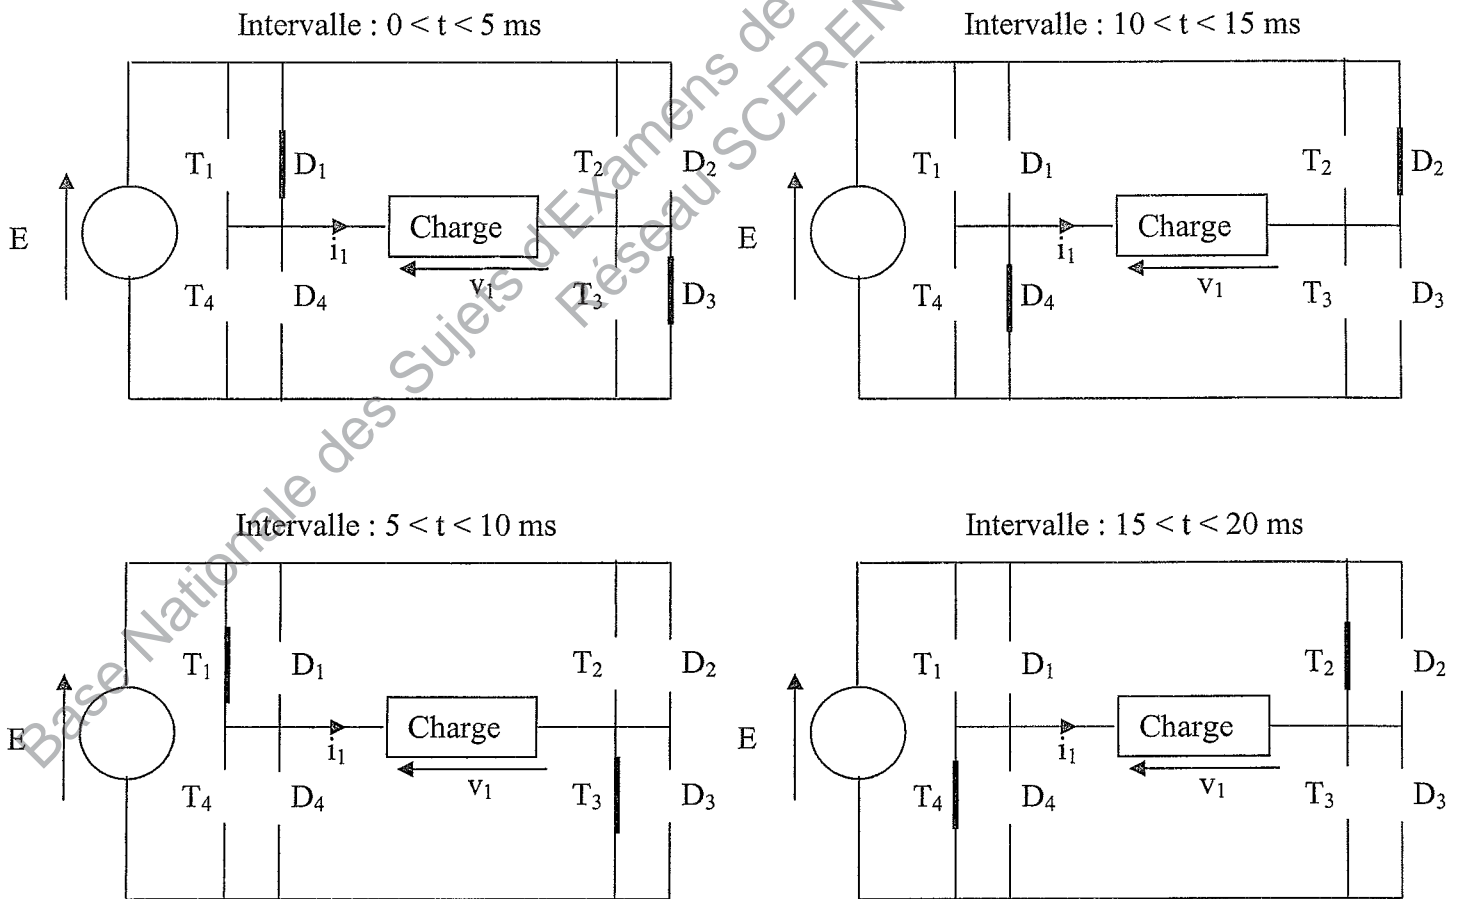 Intervalle : 0 < t < 5 ms
T1
D1
T2
D2
E
Charge
i1
v1
T4
D4
T3
D3
Intervalle : 10 < t < 15 ms
T1
D1
T2
D2
E
Charge
i1
v1
T4
D4
T3
D3
Intervalle : 5 < t < 10 ms
T1
D1
T2
D2
E
Charge
i1
v1
T4
D4
T3
D3
Intervalle : 15 < t < 20 ms
T1
D1
T2
D2
E
Charge
i1
v1
T4
D4
T3
D3
Base Nationale des Sujets d'Examens de
Réseau SCEREN